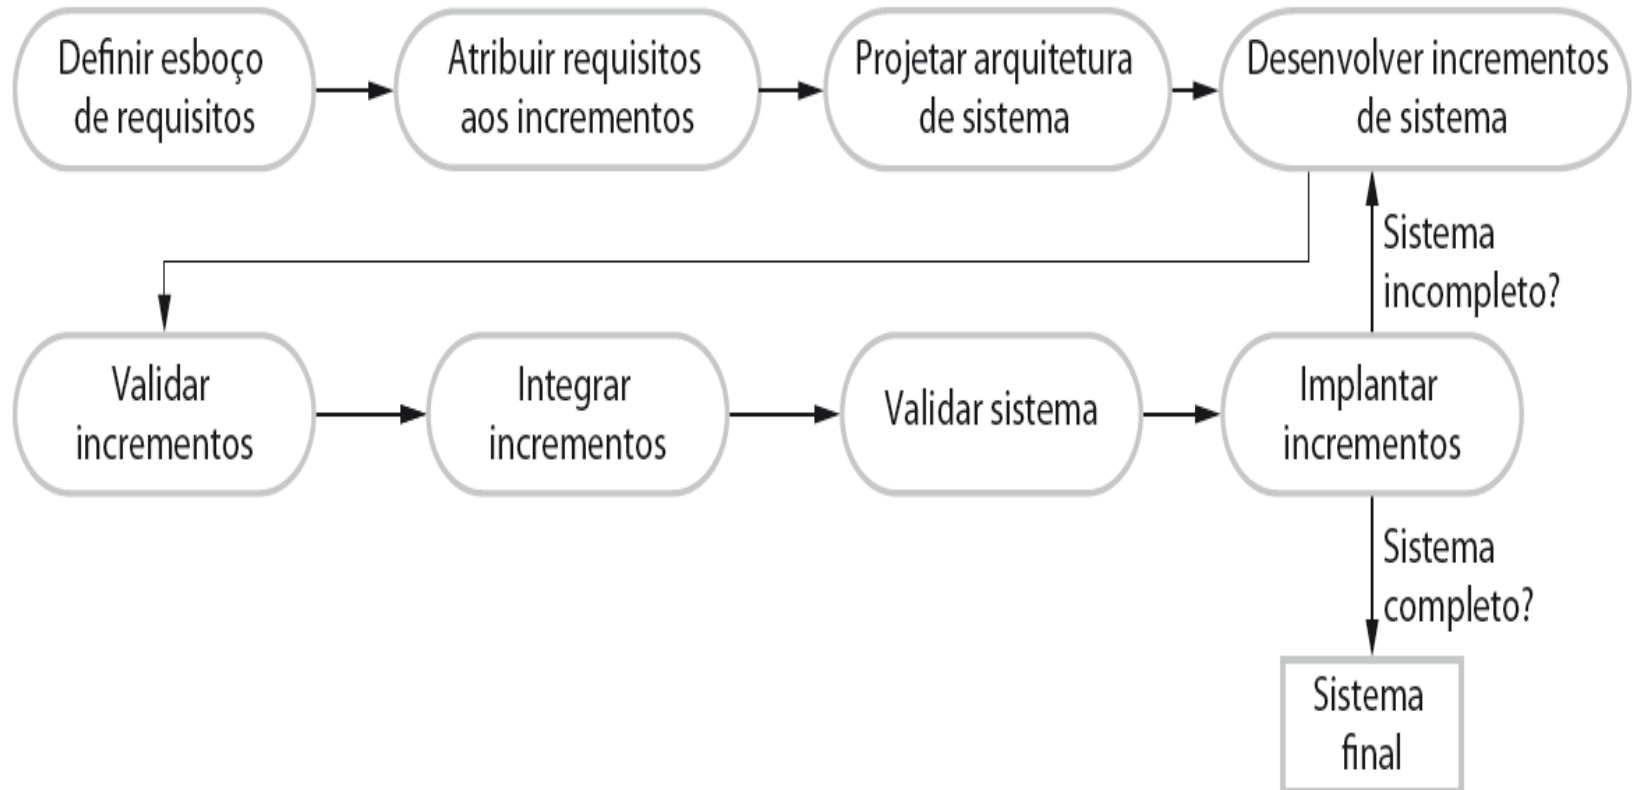 Definir esboço
de requisitos
Atribuir requisitos
aos incrementos
Projetar arquitetura
de sistema
Desenvolver incrementos
de sistema
Sistema
incompleto?
Validar
incrementos
Integrar
incrementos
Validar sistema
Implantar
incrementos
Sistema
completo?
Sistema
final